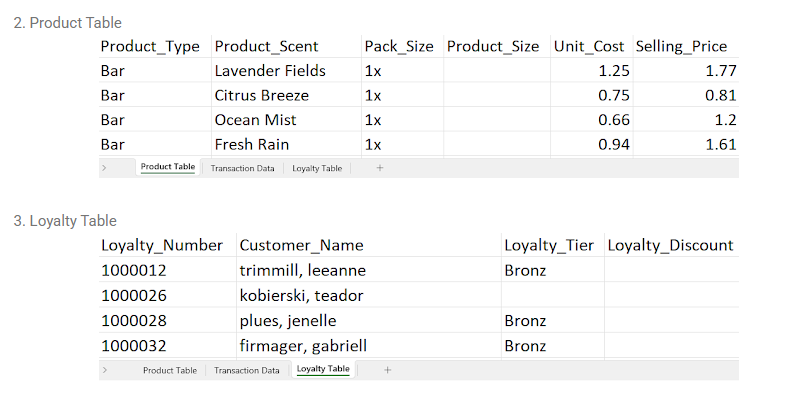 2. Product Table
Product_Type Product_Scent Pack_Size Product_Size Unit_Cost Selling_Price
Bar Lavender Fields 1x 1.25 1.77
Bar Citrus Breeze 1x 0.75 0.81
Bar Ocean Mist 1x 0.66 1.2
Bar Fresh Rain 1x 0.94 1.61
> Product Table Transaction Data Loyalty Table +
3. Loyalty Table
Loyalty_Number Customer_Name Loyalty_Tier Loyalty_Discount
1000012 trimmill, leeanne Bronz
1000026 kobierski, teador
1000028 plues, jenelle Bronz
1000032 firmager, gabriell Bronz
> Product Table Transaction Data Loyalty Table +